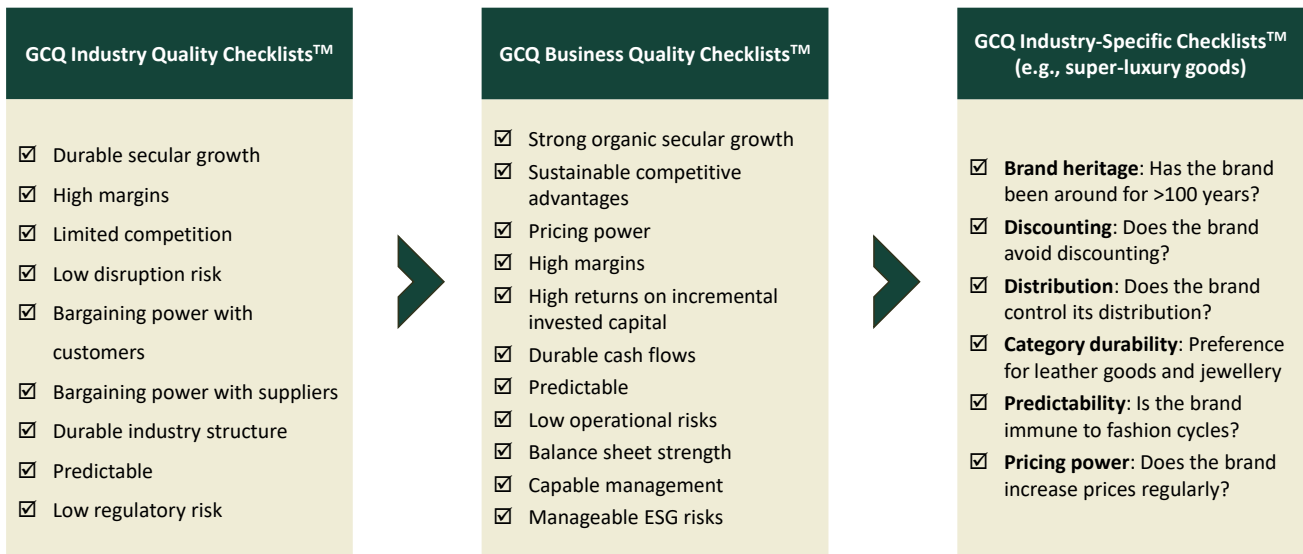 GCQ Industry Quality Checklists™
☑ Durable secular growth
☑ High margins
☑ Limited competition
☑ Low disruption risk
☑ Bargaining power with
customers
☑ Bargaining power with suppliers
☑ Durable industry structure
☑ Predictable
☑ Low regulatory risk
GCQ Business Quality Checklists™
☑ Strong organic secular growth
☑ Sustainable competitive
advantages
☑ Pricing power
☑ High margins
☑ High returns on incremental
invested capital
☑ Durable cash flows
☑ Predictable
☑ Low operational risks
☑ Balance sheet strength
☑ Capable management
☑ Manageable ESG risks
GCQ Industry-Specific Checklists™
(e.g., super-luxury goods)
☑ Brand heritage: Has the brand
been around for >100 years?
☑ Discounting: Does the brand
avoid discounting?
☑ Distribution: Does the brand
control its distribution?
☑ Category durability: Preference
for leather goods and jewellery
☑ Predictability: Is the brand
immune to fashion cycles?
☑ Pricing power: Does the brand
increase prices regularly?